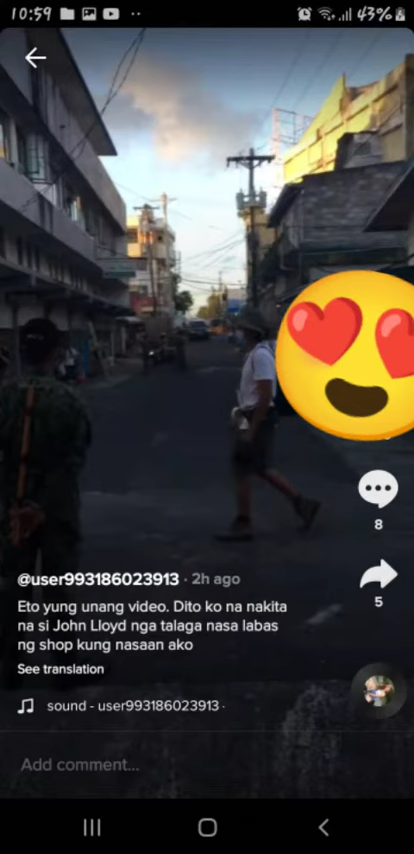 10:59
43%
8
@user993186023913 · 2h ago
5
Eto yung unang video. Dito ko na nakita
na si John Lloyd nga talaga nasa labas
ng shop kung nasaan ako
See translation
sound - user993186023913 ·
Add comment...